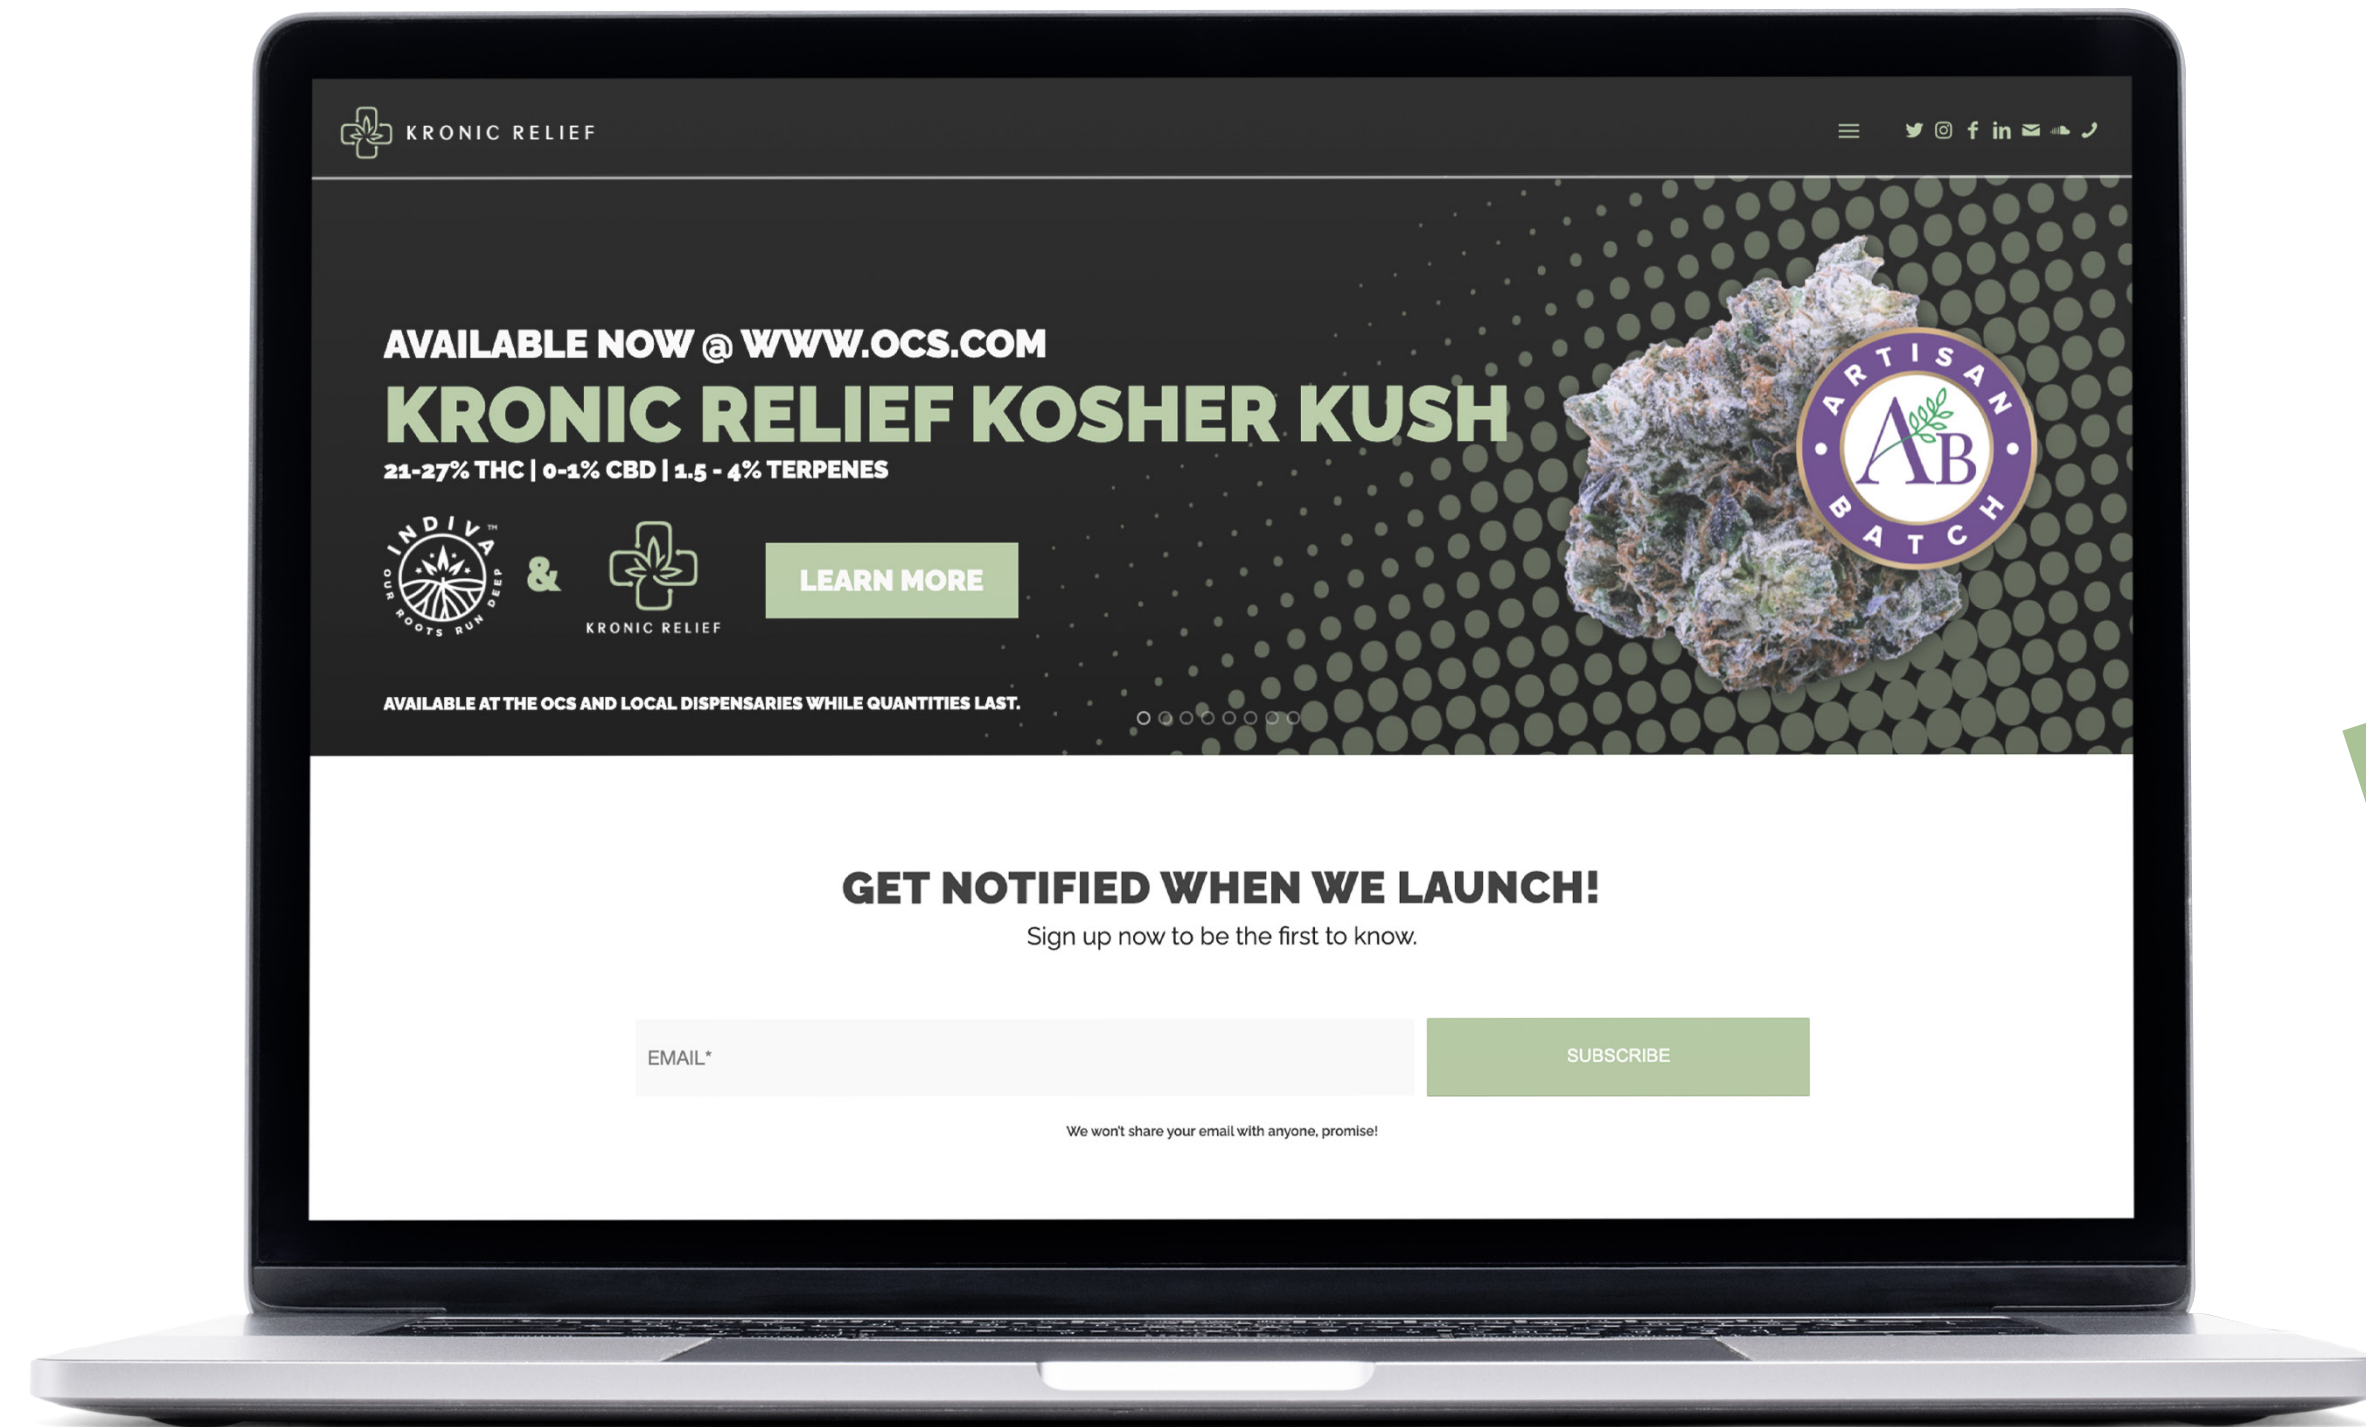 KRONIC RELIEF
AVAILABLE NOW @ WWW.OCS.COM
KRONIC RELIEF KOSHER KUSH
21-27% THC | 0-1% CBD | 1.5 - 4% TERPENES
INDIVA™
OUR ROOTS RUN DEEP
&
KRONIC RELIEF
LEARN MORE
ARTISAN
AB
BATCH
AVAILABLE AT THE OCS AND LOCAL DISPENSARIES WHILE QUANTITIES LAST.
GET NOTIFIED WHEN WE LAUNCH!
Sign up now to be the first to know.
EMAIL*
SUBSCRIBE
We won't share your email with anyone, promise!